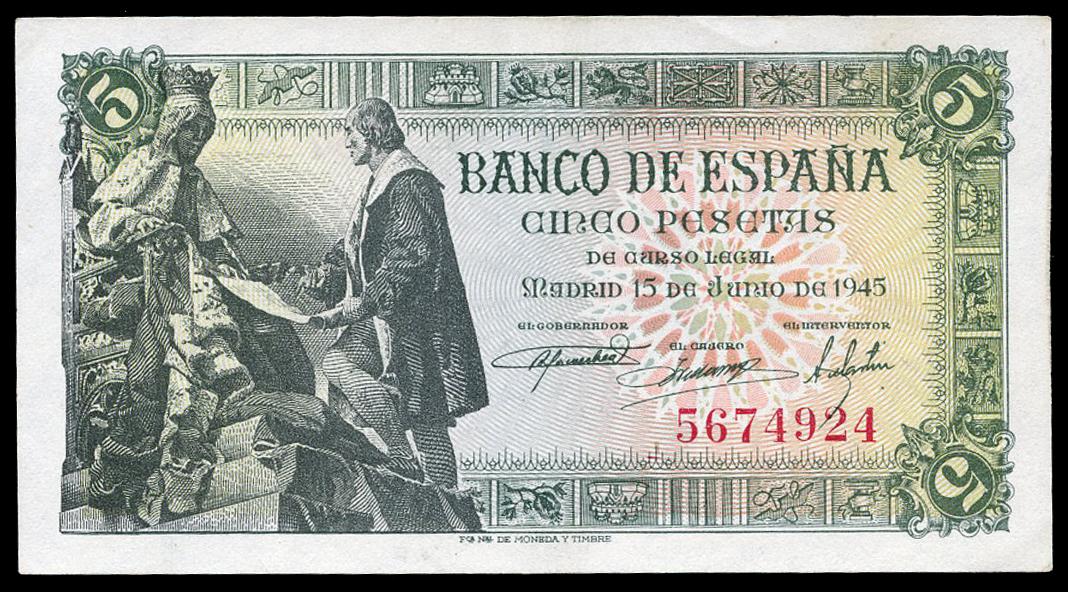 5
5
BANCO DE ESPAÑA
CINCO PESETAS
DE CURSO LEGAL
MADRID 15 DE JUNIO DE 1945
EL GOBERNADOR
EL INTERVENTOR
EL CAJERO
5674924
5
FCA NAL DE MONEDA Y TIMBRE